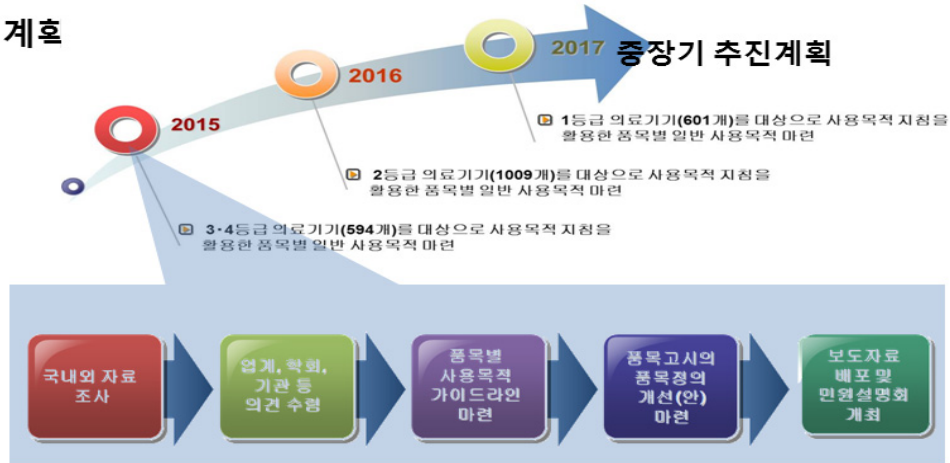 계획
중장기 추진계획
2017
2016
2015
1등급 의료기기(601개)를 대상으로 사용목적 지침을
활용한 품목별 일반 사용목적 마련
2등급 의료기기(1009개)를 대상으로 사용목적 지침을
활용한 품목별 일반 사용목적 마련
3·4등급 의료기기(594개)를 대상으로 사용목적 지침을
활용한 품목별 일반 사용목적 마련
국내외 자료
조사
업계, 학회,
기관 등
의견 수렴
품목별
사용목적
가이드라인
마련
품목고시의
품목정의
개선(안)
마련
보도자료
배포 및
민원설명회
개최